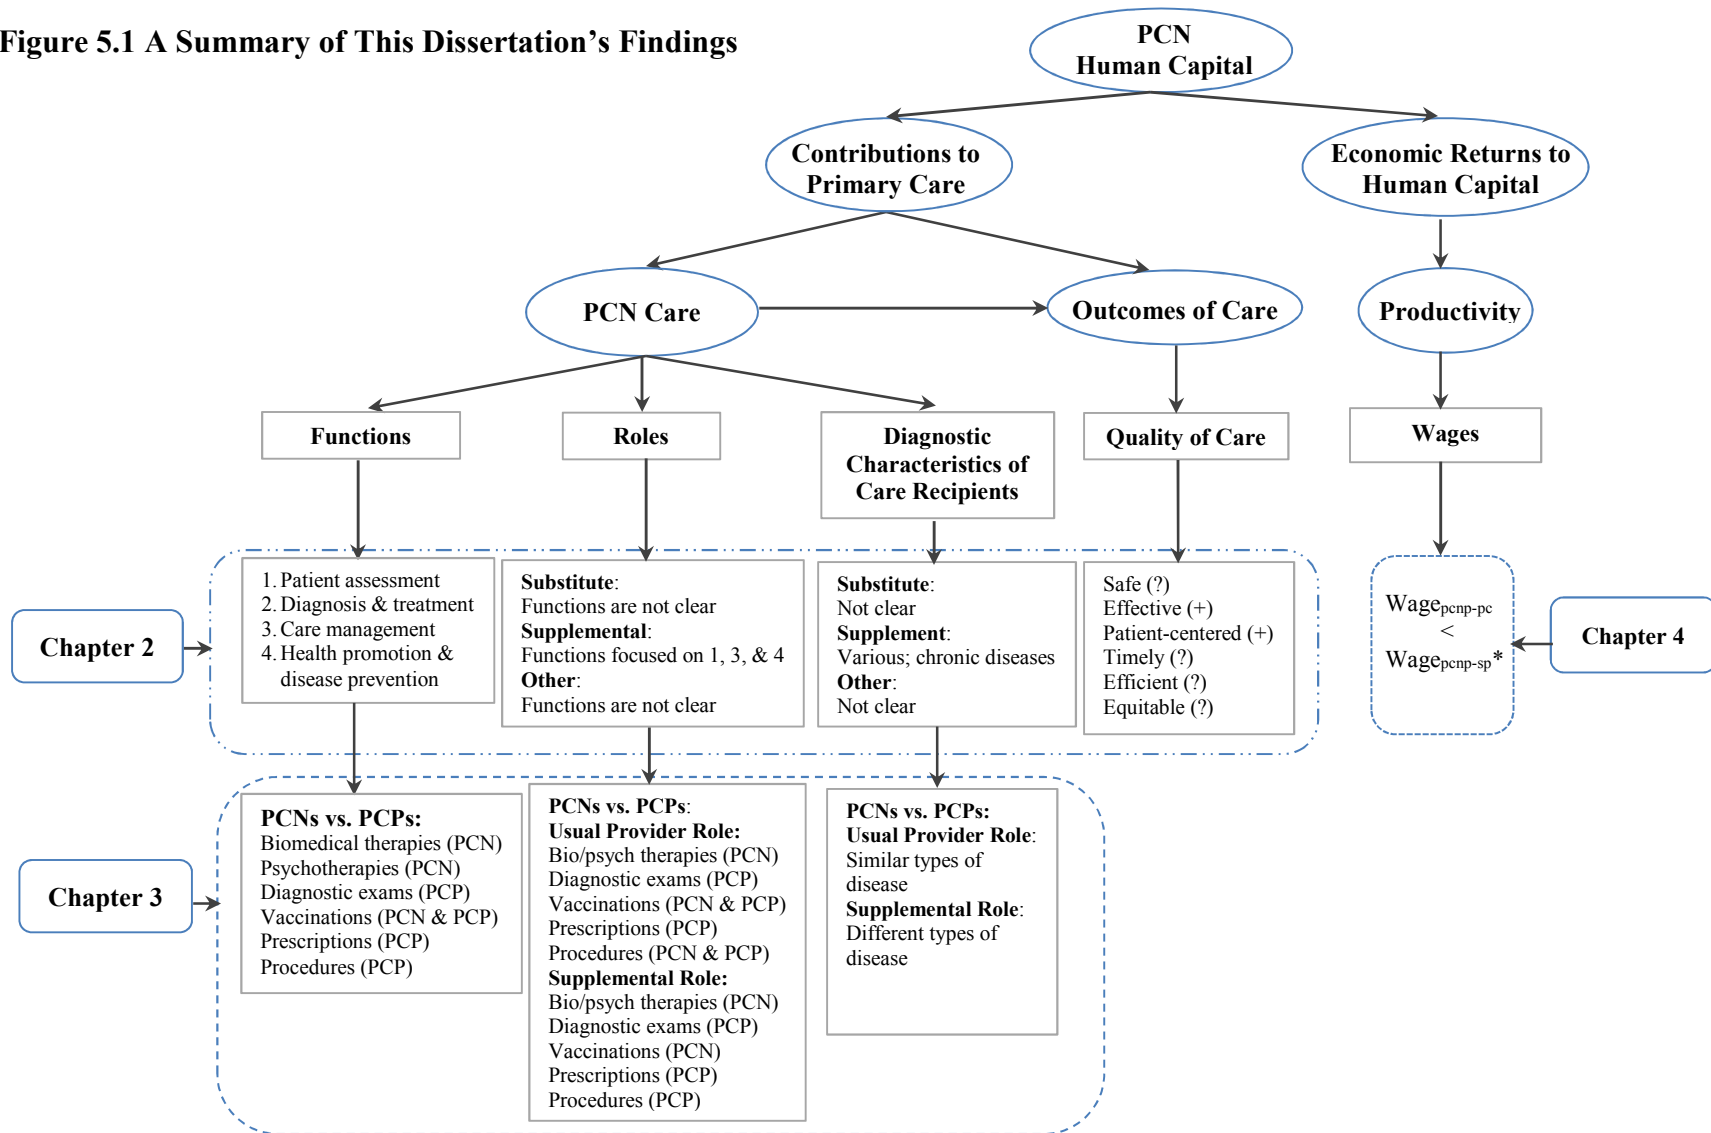 Figure 5.1 A Summary of This Dissertation's Findings
PCN
Human Capital
Contributions to
Primary Care
Economic Returns to
Human Capital
PCN Care
Outcomes of Care
Productivity
Functions
Roles
Diagnostic
Characteristics of
Care Recipients
Quality of Care
Wages
Chapter 2
1. Patient assessment
2. Diagnosis & treatment
3. Care management
4. Health promotion &
disease prevention
Substitute:
Functions are not clear
Supplemental:
Functions focused on 1, 3, & 4
Other:
Functions are not clear
Substitute:
Not clear
Supplement:
Various; chronic diseases
Other:
Not clear
Safe (?)
Effective (+)
Patient-centered (+)
Timely (?)
Efficient (?)
Equitable (?)
Wagepcnp-pc
<
Wagepcnp-sp*
Chapter 4
Chapter 3
PCNs vs. PCPs:
Biomedical therapies (PCN)
Psychotherapies (PCN)
Diagnostic exams (PCP)
Vaccinations (PCN & PCP)
Prescriptions (PCP)
Procedures (PCP)
PCNs vs. PCPs:
Usual Provider Role:
Bio/psych therapies (PCN)
Diagnostic exams (PCP)
Vaccinations (PCN & PCP)
Prescriptions (PCP)
Procedures (PCN & PCP)
Supplemental Role:
Bio/psych therapies (PCN)
Diagnostic exams (PCP)
Vaccinations (PCN)
Prescriptions (PCP)
Procedures (PCP)
PCNs vs. PCPs:
Usual Provider Role:
Similar types of
disease
Supplemental Role:
Different types of
disease